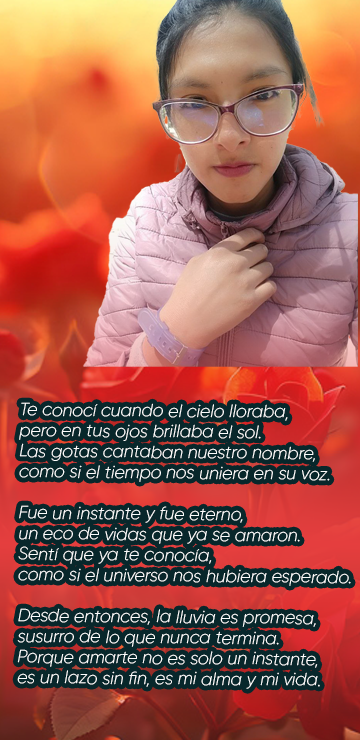 Te conocí cuando el cielo lloraba,
pero en tus ojos brillaba el sol.
Las gotas cantaban nuestro nombre,
como si el tiempo nos uniera en su voz.
Fue un instante y fue eterno,
un eco de vidas que ya se amaron.
Sentí que ya te conocía,
como si el universo nos hubiera esperado.
Desde entonces, la lluvia es promesa,
susurro de lo que nunca termina.
Porque amarte no es solo un instante,
es un lazo sin fin, es mi alma y mi vida.